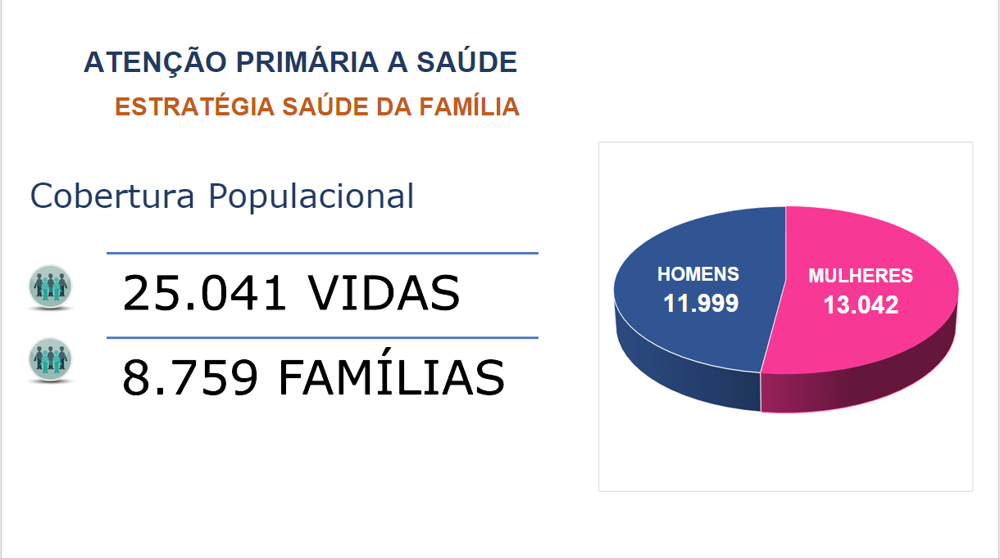 ATENÇÃO PRIMÁRIA A SAÚDE
ESTRATÉGIA SAÚDE DA FAMÍLIA
Cobertura Populacional
25.041 VIDAS
8.759 FAMÍLIAS
HOMENS
11.999
MULHERES
13.042